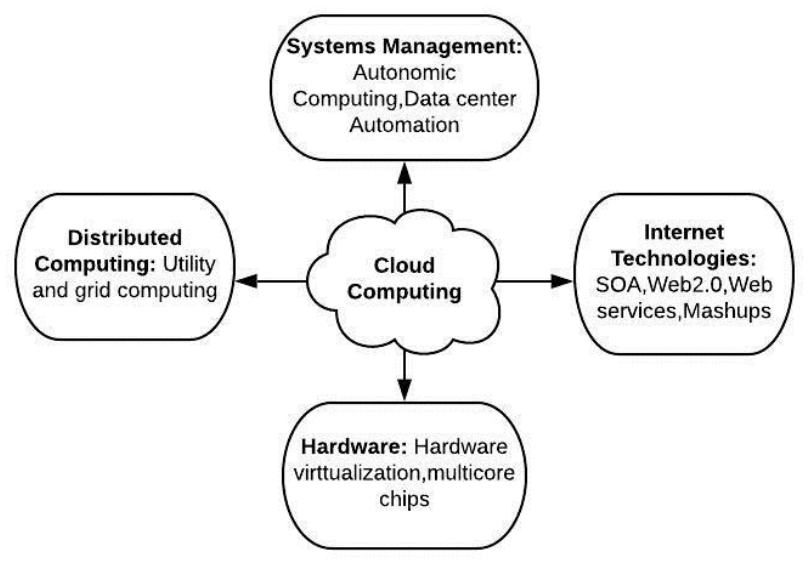 Systems Management:
Autonomic
Computing,Data center
Automation
Distributed
Computing: Utility
and grid computing
Cloud
Computing
Internet
Technologies:
SOA,Web2.0,Web
services,Mashups
Hardware: Hardware
virttualization,multicore
chips